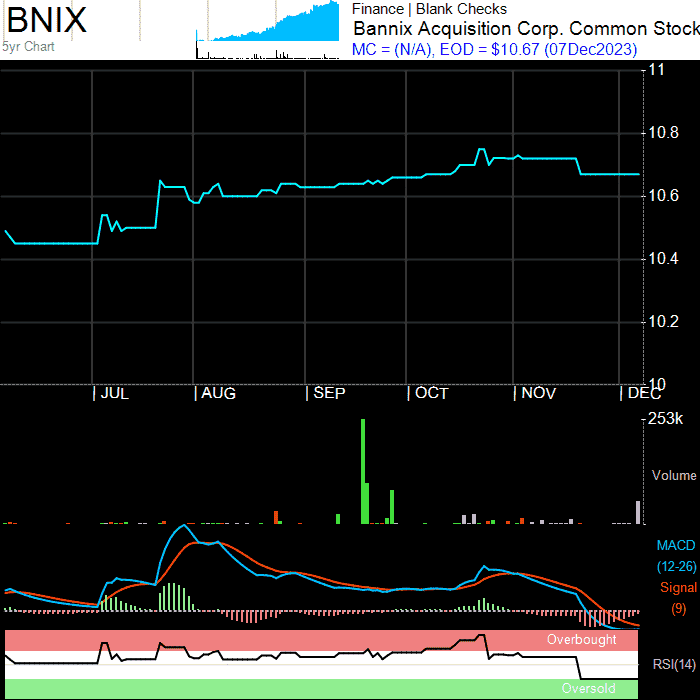 BNIX
5yr Chart
Finance | Blank Checks
Bannix Acquisition Corp. Common Stock
MC = (N/A), EOD = $10.67 (07Dec2023)
11
10.8
10.6
10.4
10.2
10
JUL
AUG
SEP
OCT
NOV
DEC
253k
Volume
MACD
(12-26)
Signal
(9)
Overbought
RSI(14)
Oversold